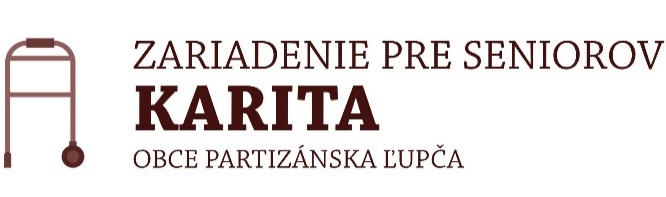 ZARIADENIE PRE SENIOROV
KARITA
OBCE PARTIZÁNSKA ĽUPČA